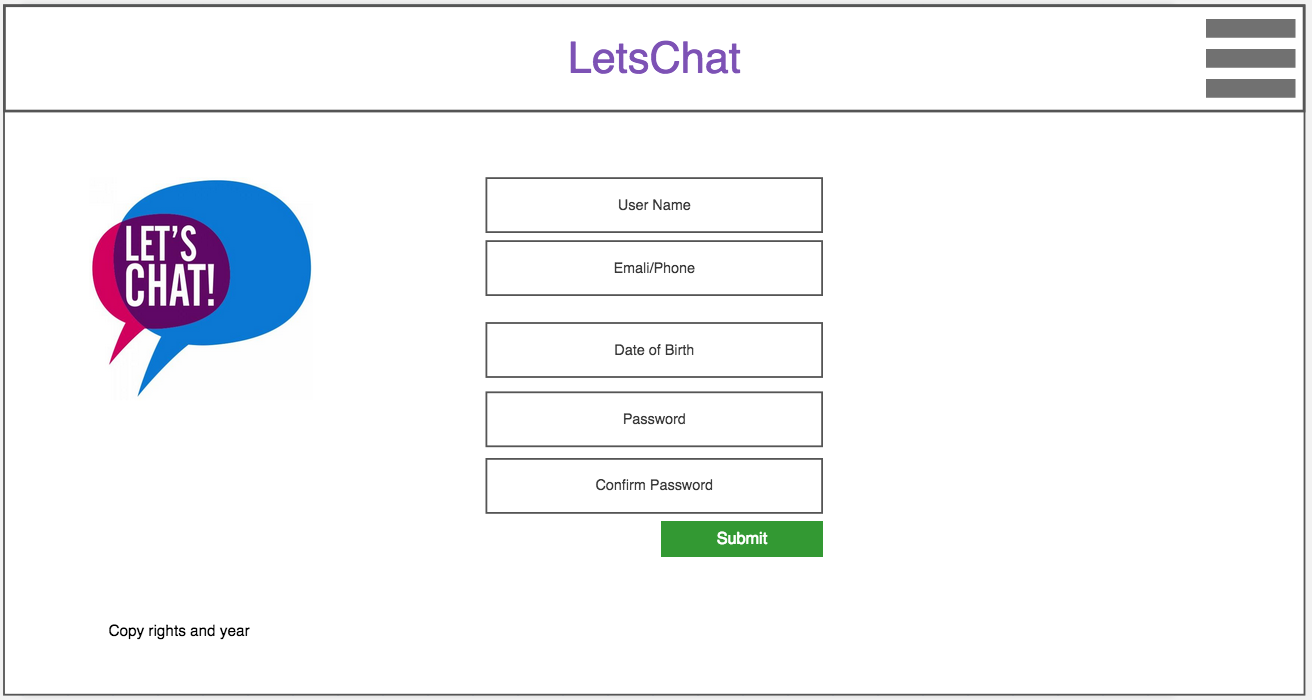 LetsChat
LET'S
CHAT!
User Name
Emali/Phone
Date of Birth
Password
Confirm Password
Submit
Copy rights and year